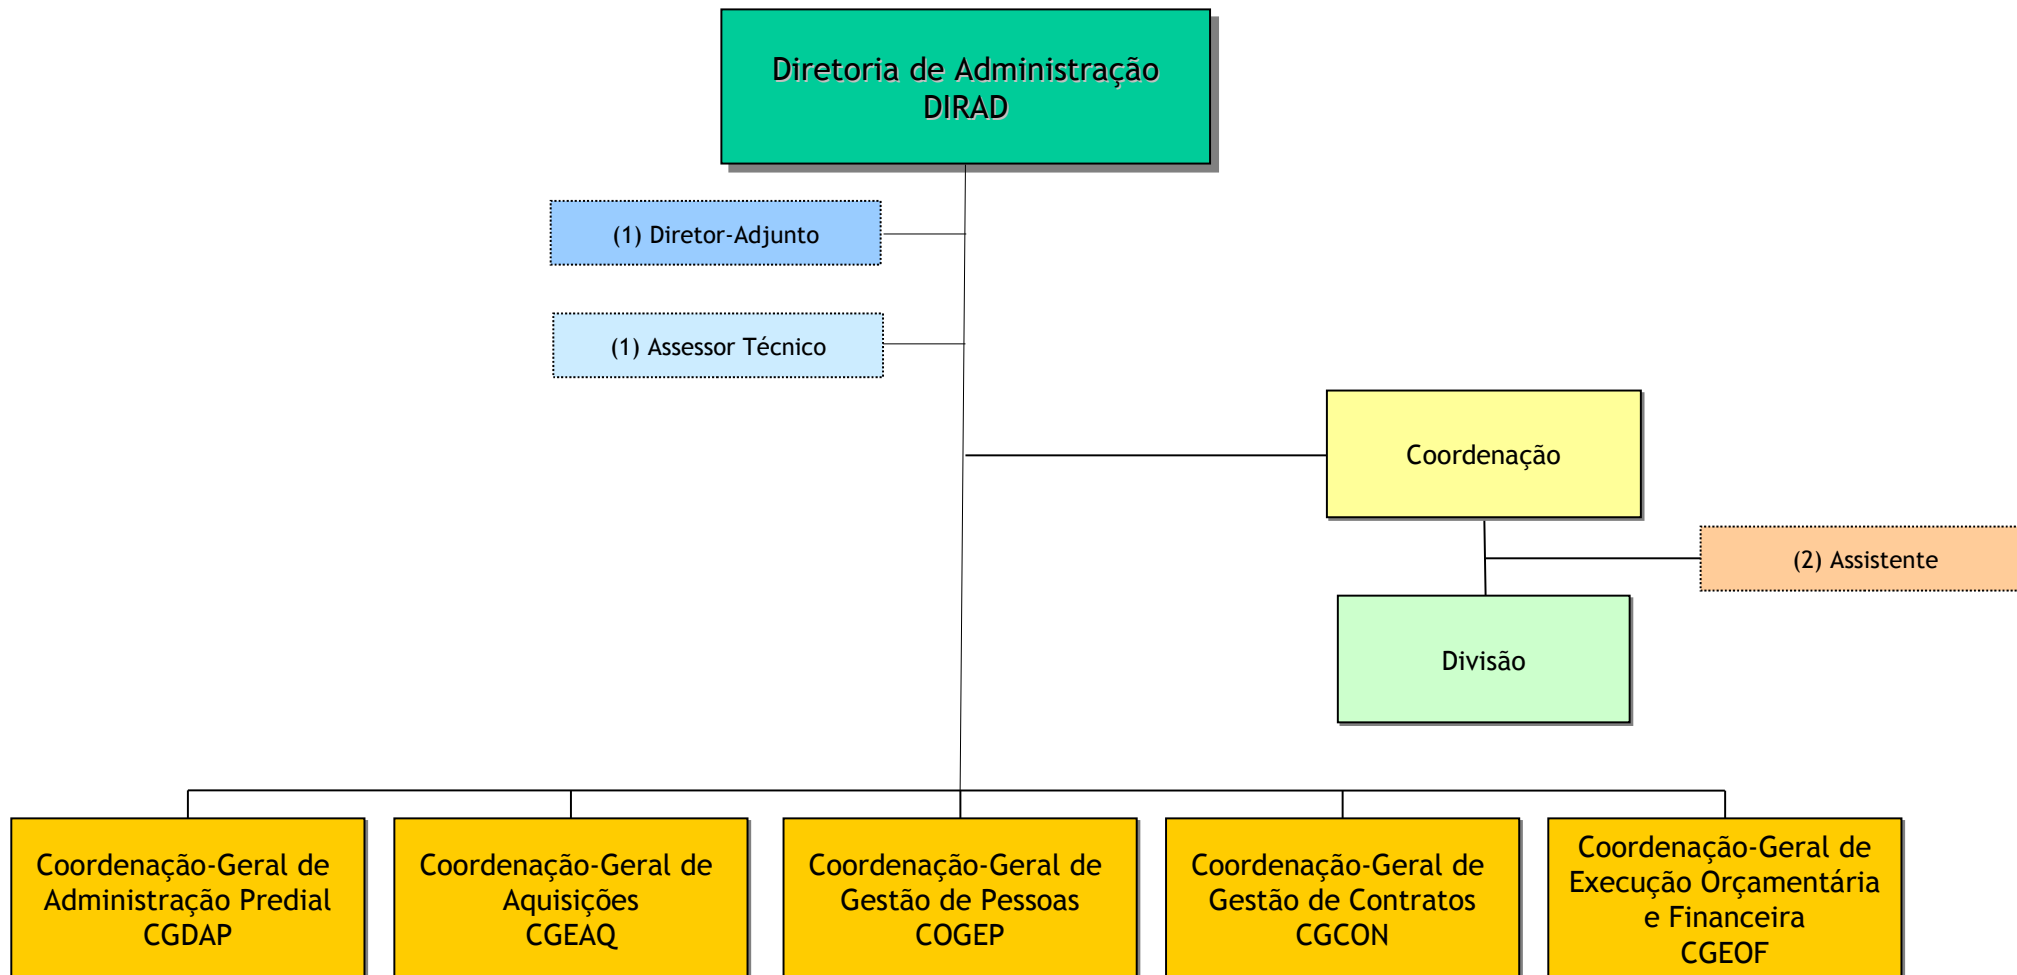 Diretoria de Administração
DIRAD
(1) Diretor-Adjunto
(1) Assessor Técnico
Coordenação
(2) Assistente
Divisão
Coordenação-Geral de
Administração Predial
CGDAP
Coordenação-Geral de
Aquisições
CGEAQ
Coordenação-Geral de
Gestão de Pessoas
COGEP
Coordenação-Geral de
Gestão de Contratos
CGCON
Coordenação-Geral de
Execução Orçamentária
e Financeira
CGEOF